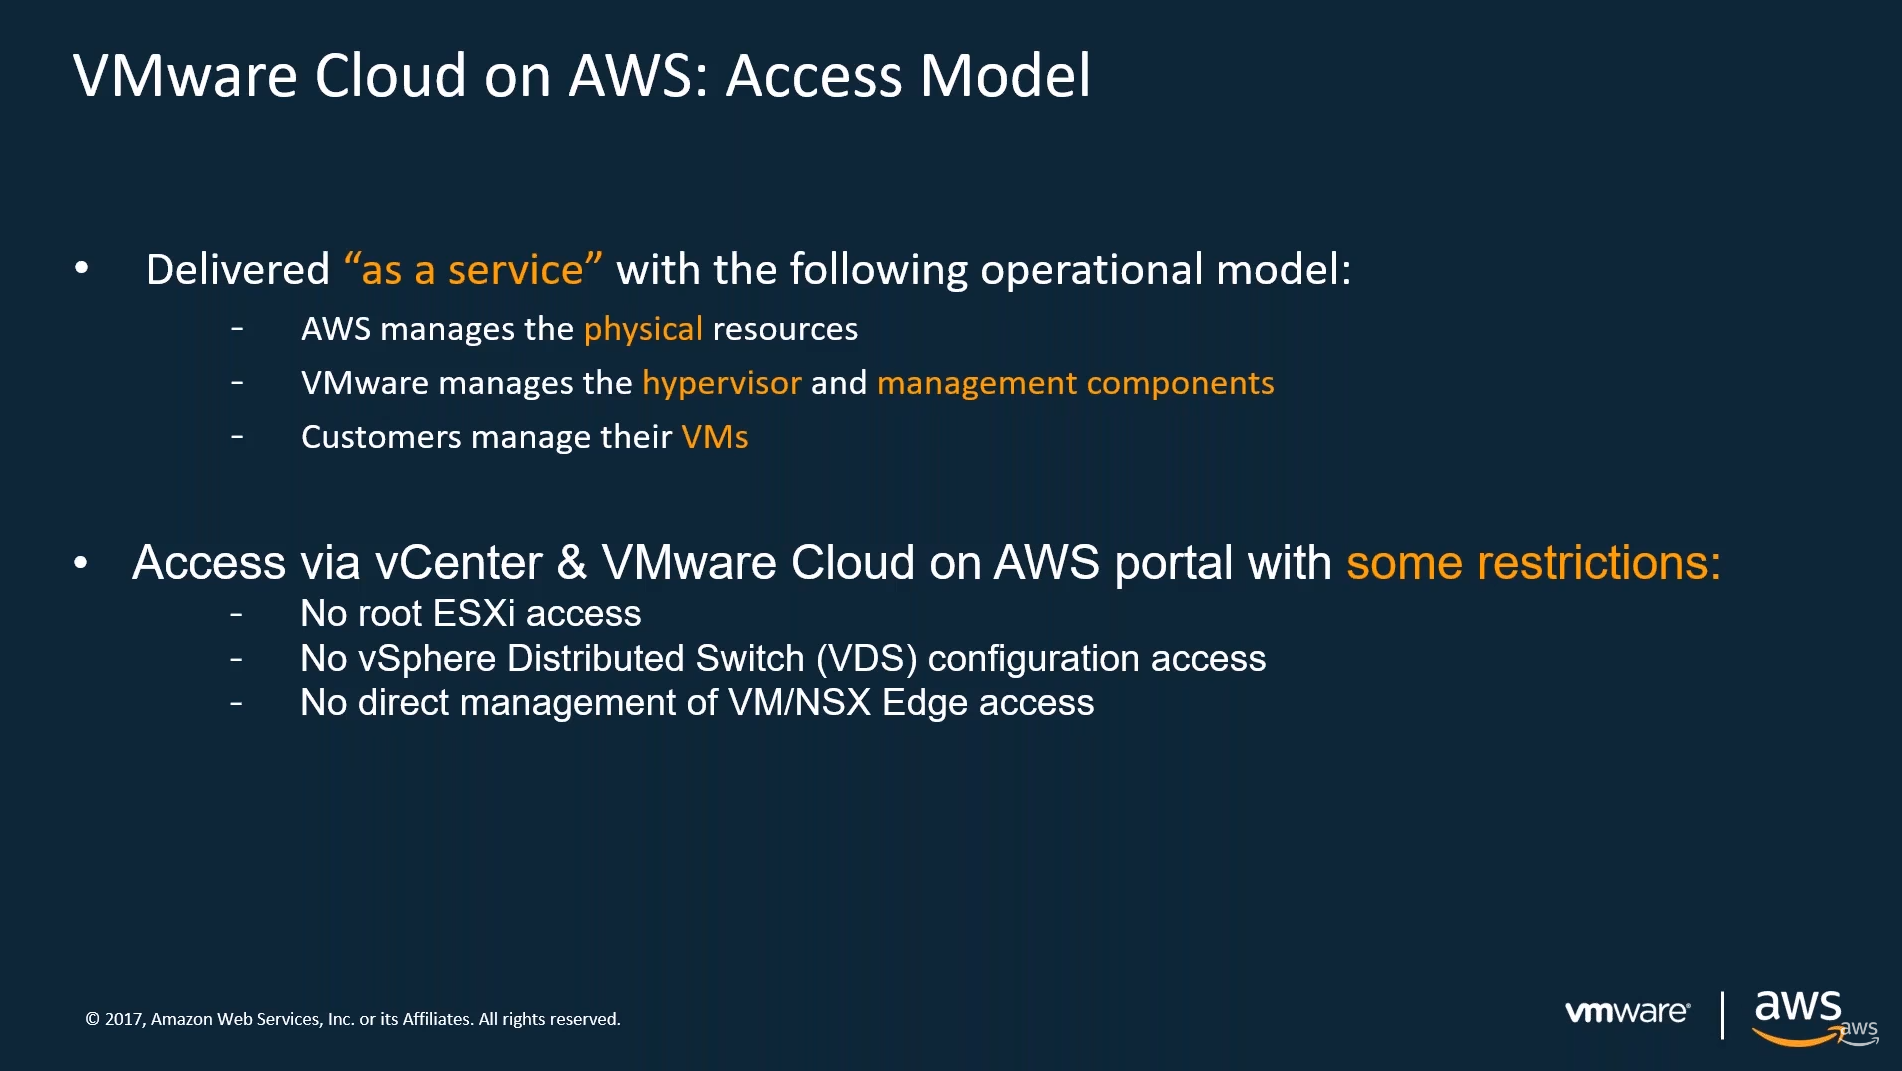 VMware Cloud on AWS: Access Model
• Delivered “as a service” with the following operational model:
- AWS manages the physical resources
- VMware manages the hypervisor and management components
- Customers manage their VMs
• Access via vCenter & VMware Cloud on AWS portal with some restrictions:
- No root ESXi access
- No vSphere Distributed Switch (VDS) configuration access
- No direct management of VM/NSX Edge access
© 2017, Amazon Web Services, Inc. or its Affiliates. All rights reserved.
vmware®
aws
aws